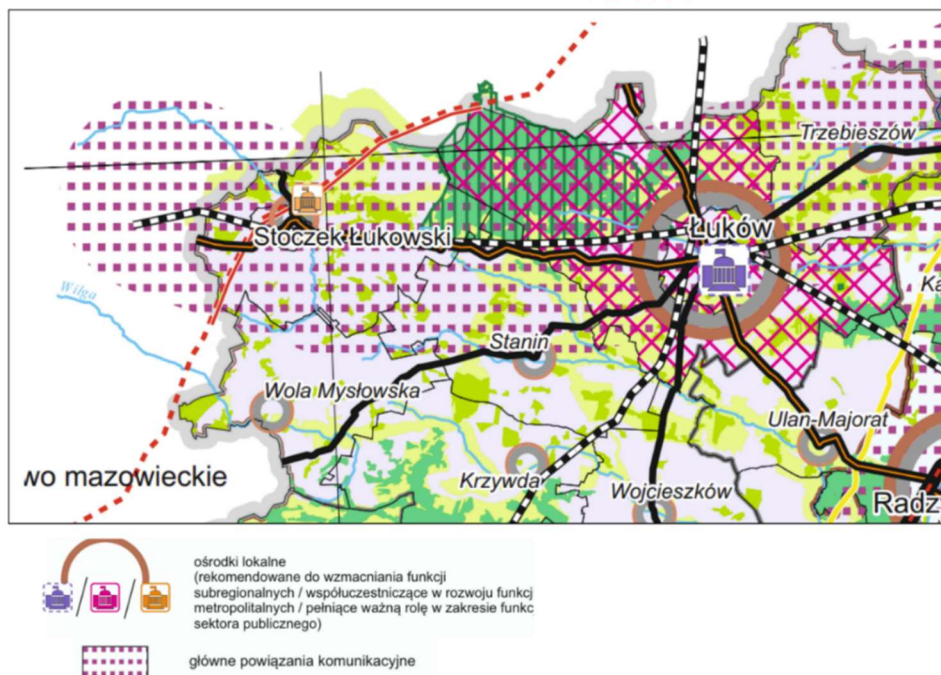 Trzebieszów
Łuków
Stoczek Łukowski
Ka
Wilga
Stanin
Wola Mysłowska
Ulan-Majorat
wo mazowieckie
Krzywda
Wojcieszków
Radz
ośrodki lokalne
(rekomendowane do wzmacniania funkcji
subregionalnych / współuczestniczące w rozwoju funkcj
metropolitalnych / pełniące ważną rolę w zakresie funkc
sektora publicznego)
główne powiązania komunikacyjne